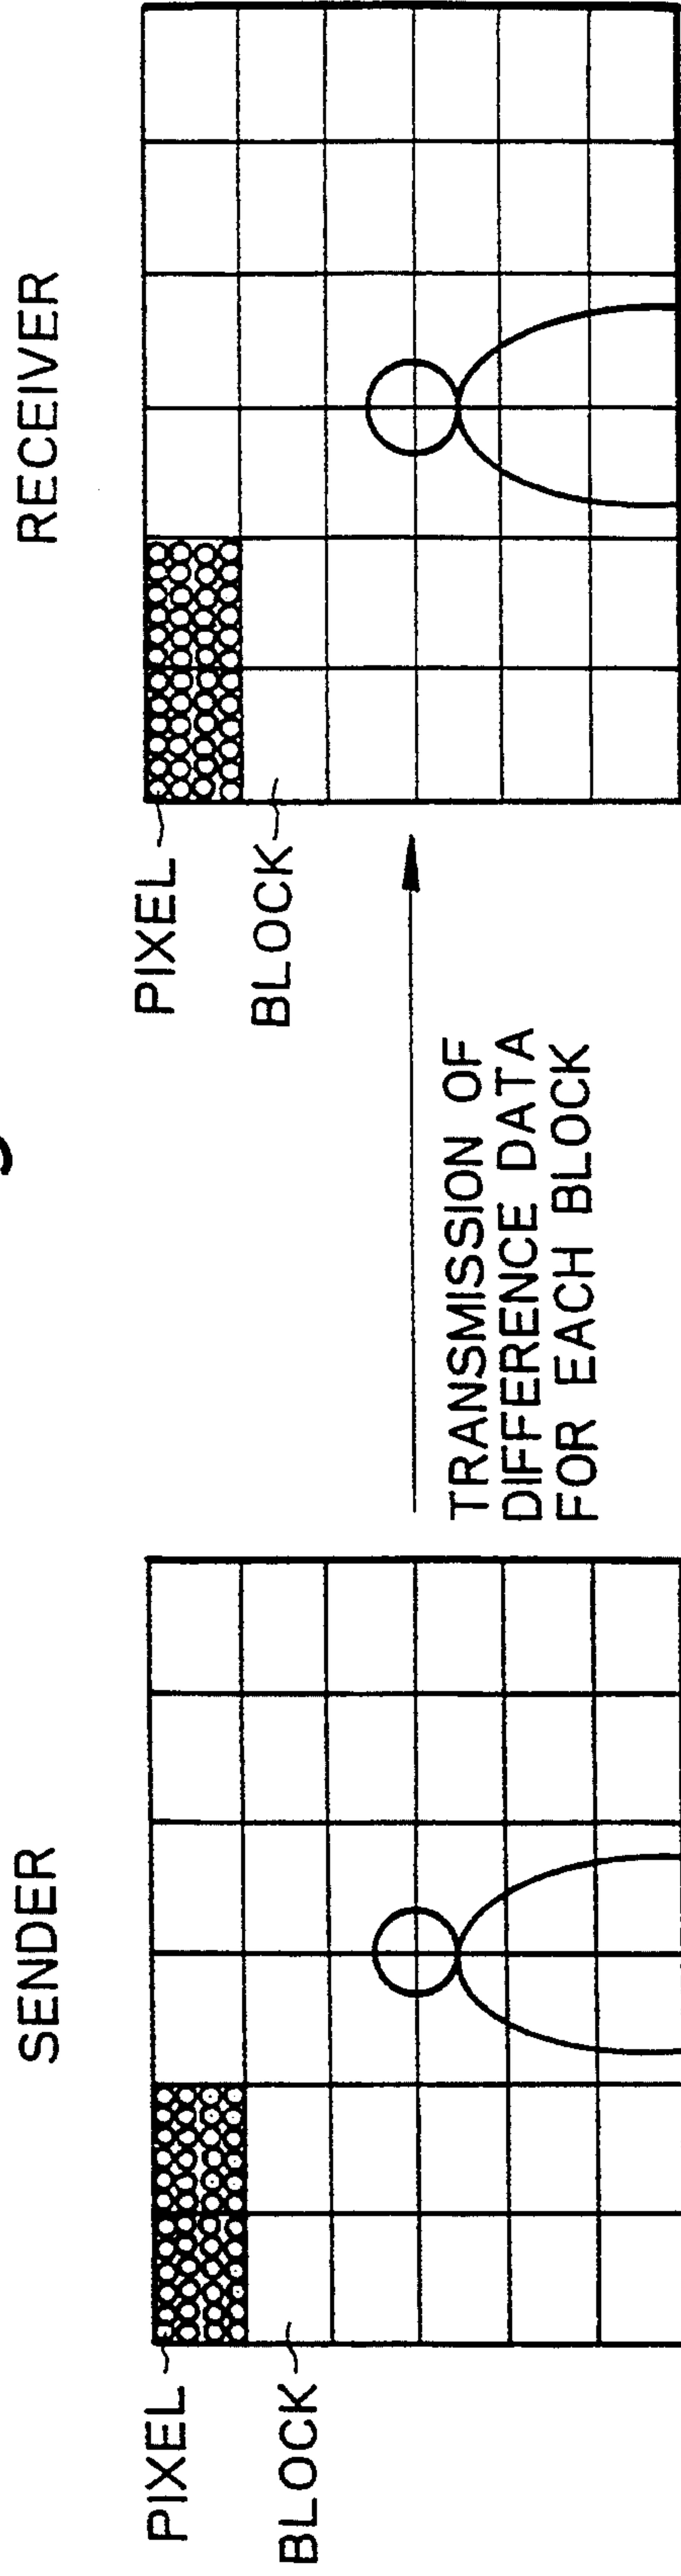 SENDER
RECEIVER
PIXEL
BLOCK
TRANSMISSION OF
DIFFERENCE DATA
FOR EACH BLOCK
PIXEL
BLOCK